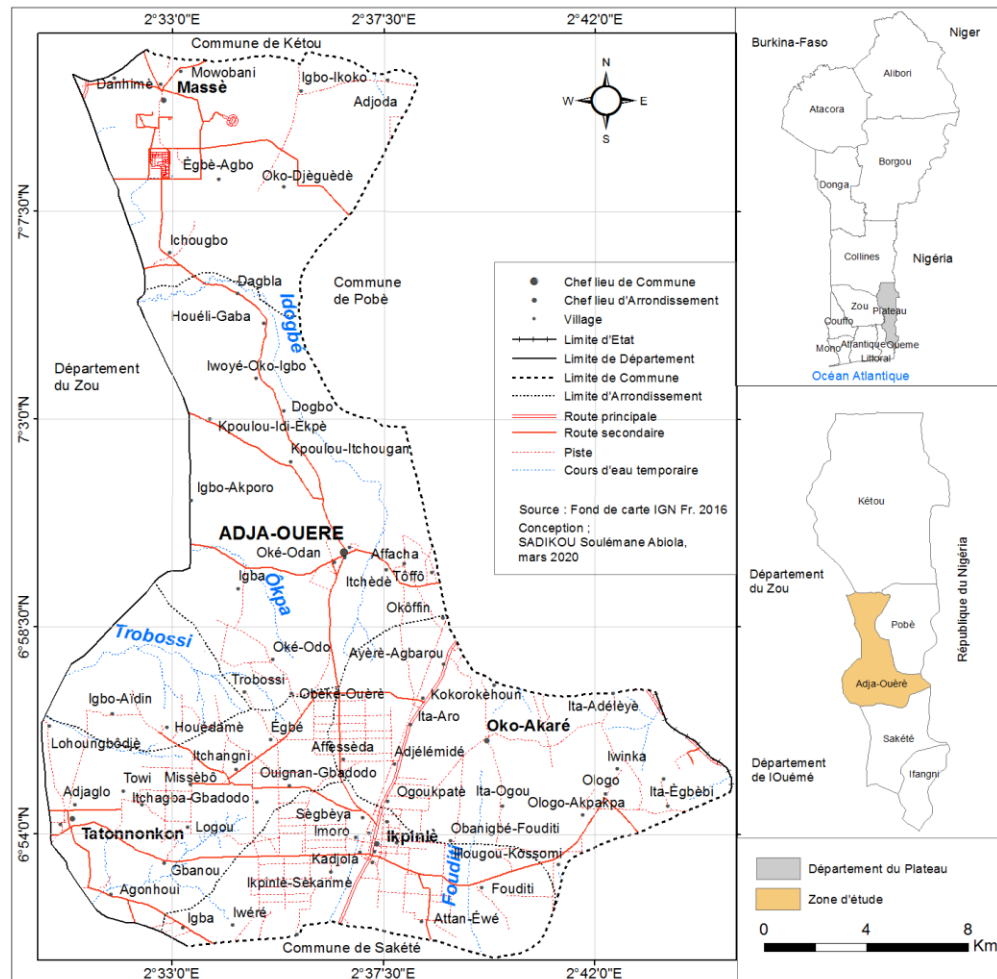 2°33'0"E
2°37'30"E
2°42'0"E
Commune de Kétou
Mowobani
Danhimè
Massè
Igbo-Ikoko
Adjoda
N
W
E
S
Ègbè-Agbo
Oko-Djèguèdè
7°7'30"N
Ichougbo
Dagbla
Idogbe
Commune
de Pobè
Houéli-Gaba
Département
du Zou
Iwoyé-Oko-Igbo
Dogbo
7°3'0"N
Kpoulou-Idi-Èkpè
Kpoulou-Itchougan
Igbo-Akporo
ADJA-OUERE
Oké-Odan
Affacha
Itchèdè
Tôffô
Igba
Ôkpa
Okôffin
6°58'30"N
Trobossi
Oké-Odo
Ayèrè-Agbarou
Trobossi
Obèkè-Ouèrè
Kokorokèhoun
Ita-Adélèyè
Igbo-Aïdin
Houèdamè
Ègbé
Ita-Aro
Oko-Akaré
Lohoungbôdjè
Itchangni
Affessèda
Adjélémidé
Iwinka
Towi
Missèbô
Ouignan-Gbadodo
Ologo
Ita-Ègbèbi
Adjaglo
Itchagba-Gbadodo
Ogoukpatè
Ita-Ogou
Ologo-Akpakpa
Sègbèya
6°54'0"N
Tatonnonkon
Logou
Imoro
Ikpinlè
Obanigbé-Fouditi
Kadjola
Illougou-Kossomi
Gbanou
Agonhoui
Ikpinlè-Sèkanmè
Fouditi
Fouditi
Igba
Iwéré
Attan-Èwé
Commune de Sakété
2°33'0"E
2°37'30"E
2°42'0"E
Chef lieu de Commune
Chef lieu d'Arrondissement
Village
Limite d'Etat
Limite de Département
Limite de Commune
Limite d'Arrondissement
Route principale
Route secondaire
Piste
Cours d'eau temporaire
Source : Fond de carte IGN Fr. 2016
Conception ;
SADIKOU Soulémane Abiola,
mars 2020
Burkina-Faso
Niger
Alibori
Atacora
Borgou
Donga
Collines
Nigéria
Zou
Plateau
Couffo
Atlantique
Mono
Oueme
Littoral
Océan Atlantique
Kétou
Département
du Zou
Pobè
République du Nigéria
Adja-Ouèrè
Sakété
Département
de lOuémé
Ifangni
Département du Plateau
Zone d'étude
0
4
8
Km